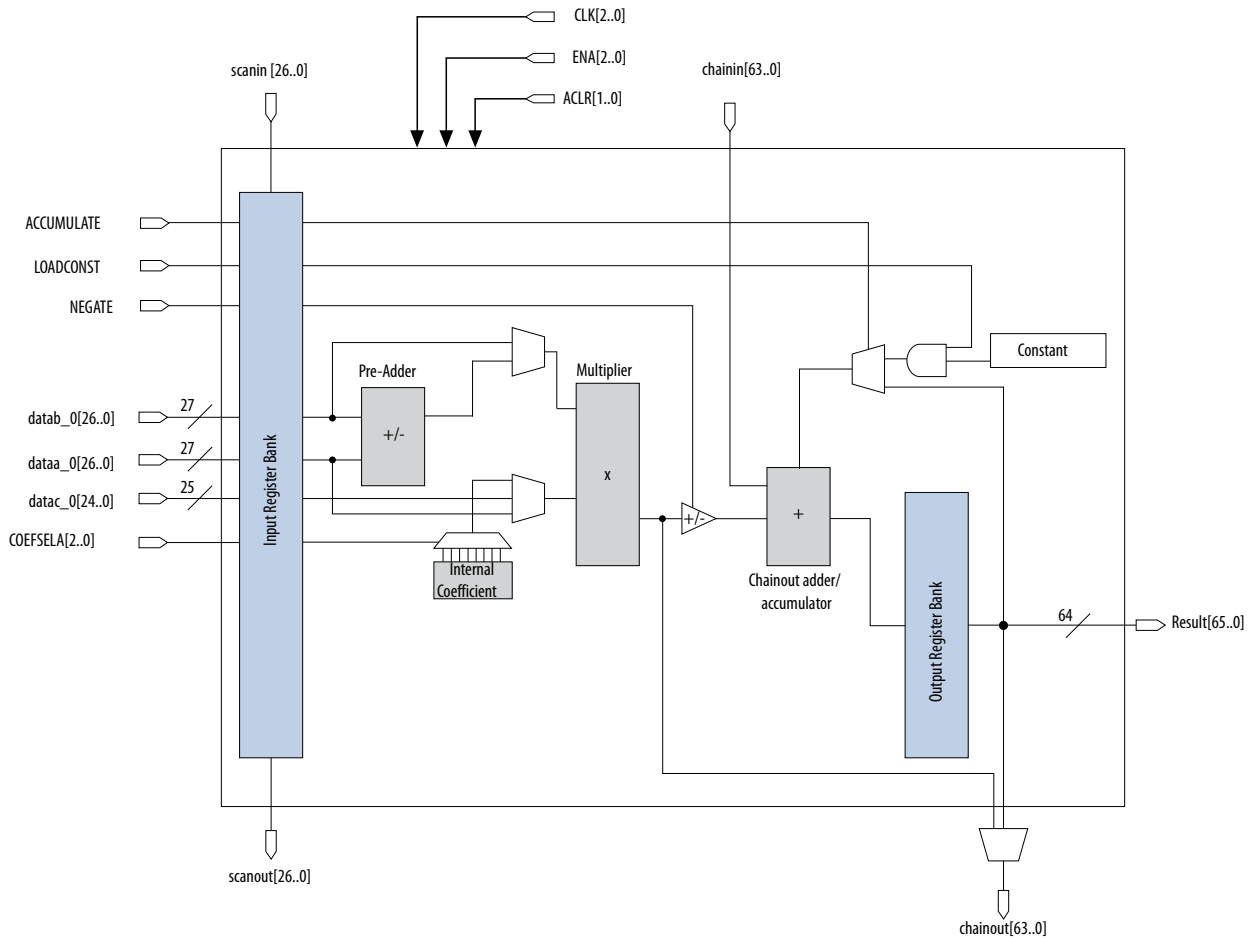 CLK[2..0]
ENA[2..0]
ACLR[1..0]
scanin [26..0]
chainin[63..0]
ACCUMULATE
LOADCONST
NEGATE
Constant
Pre-Adder
Multiplier
datab_0[26..0]
27
+/-
dataa_0[26..0]
27
datac_0[24..0]
25
x
COEFSELA[2..0]
Input Register Bank
Internal
Coefficient
+/-
+
Chainout adder/
accumulator
Output Register Bank
64
Result[65..0]
scanout[26..0]
chainout[63..0]